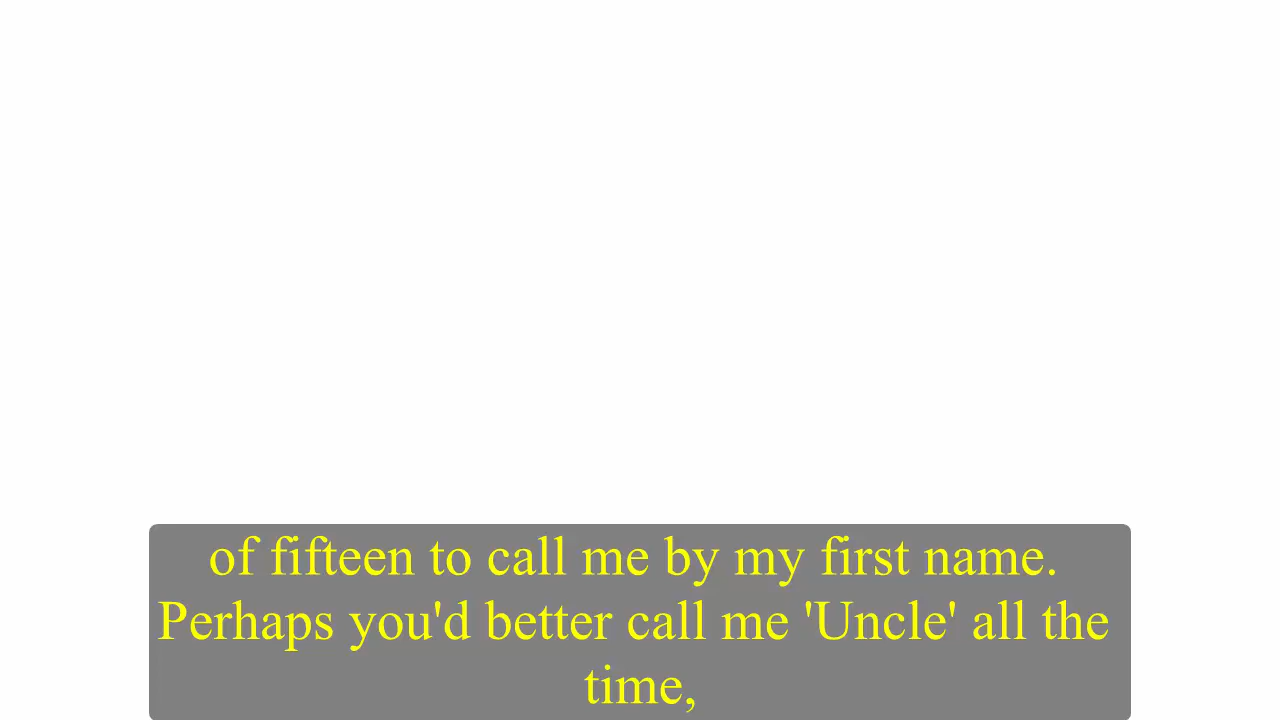 of fifteen to call me by my first name.
Perhaps you'd better call me 'Uncle' all the
time,